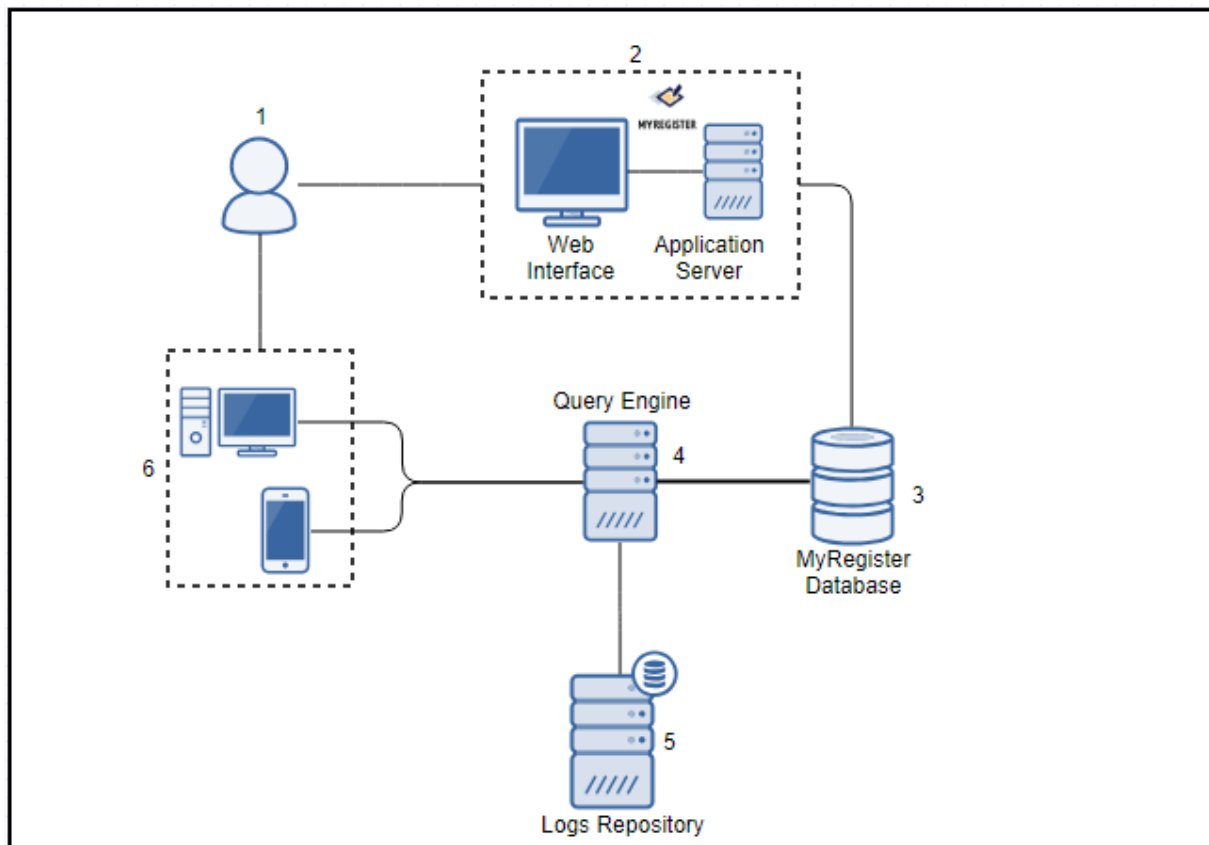 2
1
MYREGISTER
Web
Interface
Application
Server
Query Engine
6
4
3
MyRegister
Database
5
Logs Repository